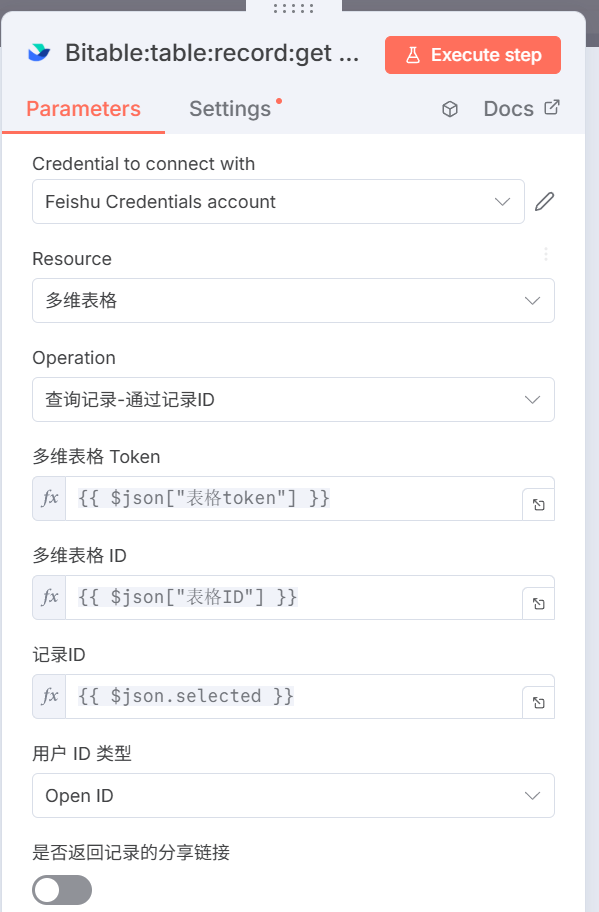 Bitable:table:record:get ...
Execute step
Parameters
Settings
Docs
Credential to connect with
Feishu Credentials account
Resource
多维表格
Operation
查询记录-通过记录ID
多维表格 Token
fx {{ $json["表格token"] }}
多维表格 ID
fx {{ $json["表格ID"] }}
记录ID
fx {{ $json.selected }}
用户 ID 类型
Open ID
是否返回记录的分享链接